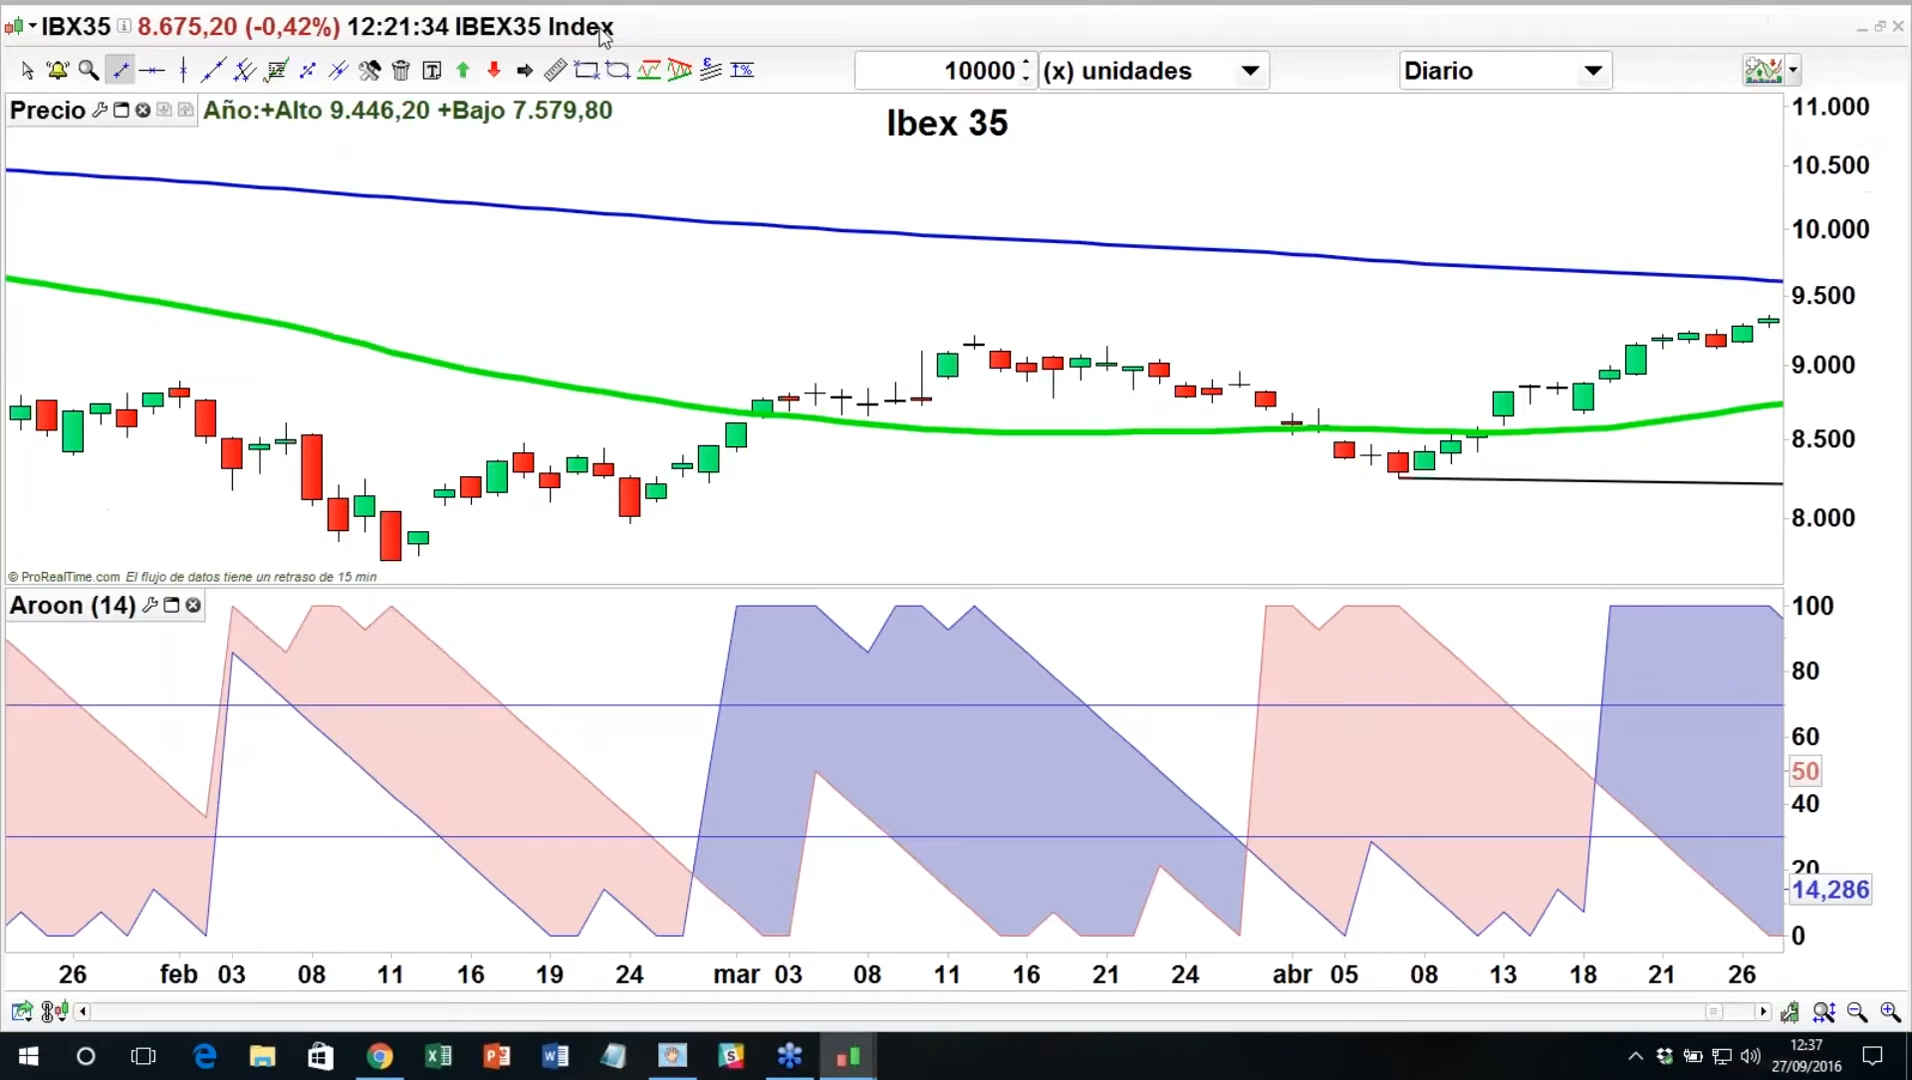 IBX35 8.675,20 (-0,42%) 12:21:34 IBEX35 Index
10000 (x) unidades Diario
Precio Año:+Alto 9.446,20 +Bajo 7.579,80
Ibex 35
11.000
10.500
10.000
9.500
9.000
8.500
8.000
© ProRealTime.com El flujo de datos tiene un retraso de 15 min
Aroon (14)
100
80
60
50
40
20
14,286
0
26 feb 03 08 11 16 19 24 mar 03 08 11 16 21 24 abr 05 08 13 18 21 26
12:37
27/09/2016